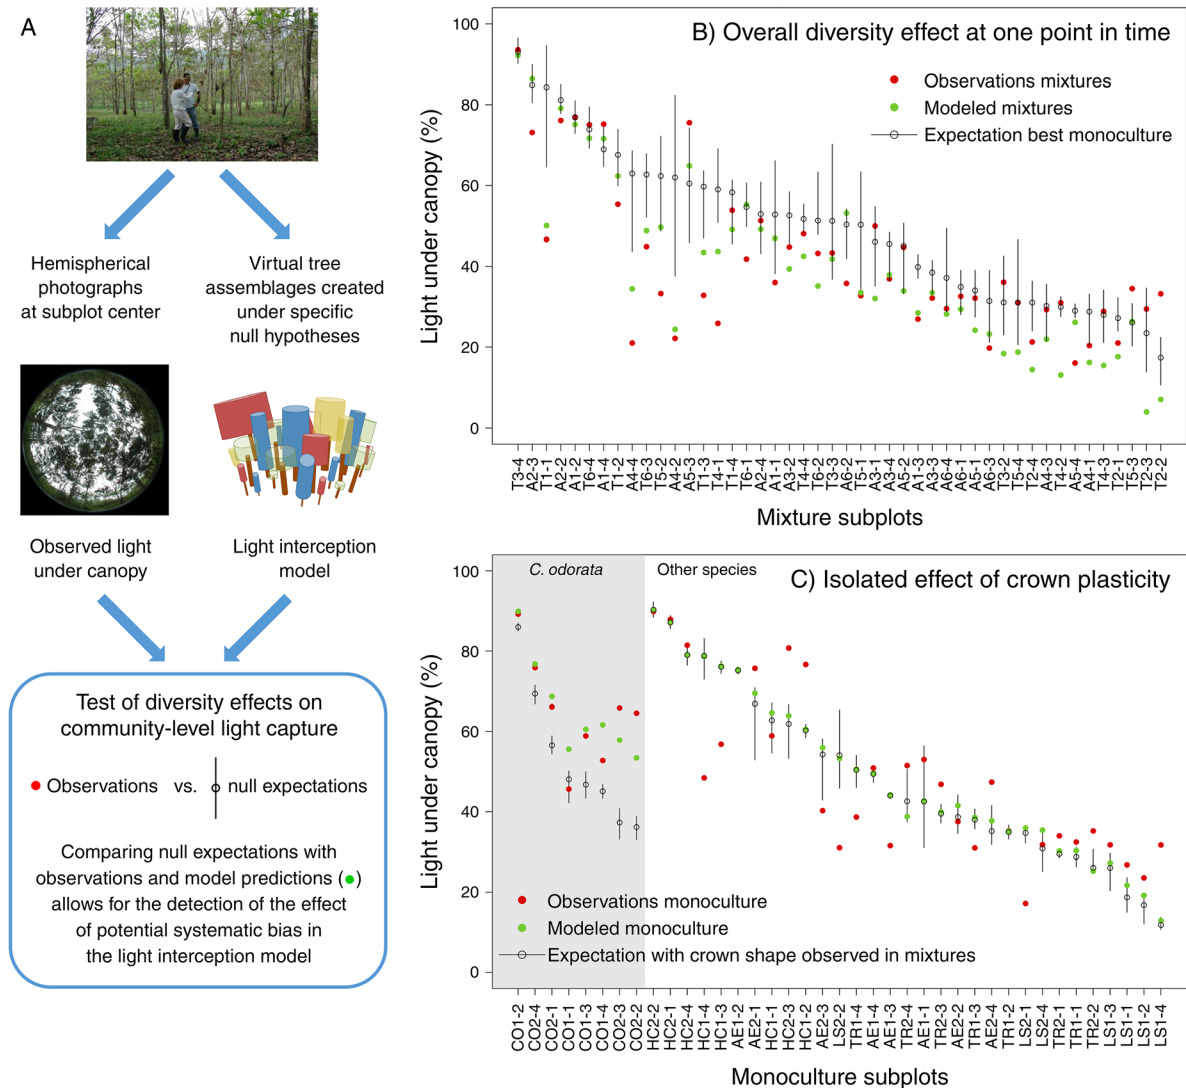 A
Hemispherical
photographs
at subplot center
Virtual tree
assemblages created
under specific
null hypotheses
Observed light
under canopy
Light interception
model
Test of diversity effects on
community-level light capture
Observations vs. null expectations
Comparing null expectations with
observations and model predictions ( )
allows for the detection of the effect
of potential systematic bias in
the light interception model
B) Overall diversity effect at one point in time
Observations mixtures
Modeled mixtures
Expectation best monoculture
Light under canopy (%)
100
80
60
40
20
0
T3-4
A2-3
T1-1
A2-2
A1-2
T6-4
A1-4
T1-2
A4-4
T6-3
T5-2
A4-2
A5-3
T1-3
T4-1
T1-4
T6-1
A2-4
A1-1
A3-2
T4-4
T6-2
T3-3
A6-2
T5-1
A3-1
A3-4
A5-2
A1-3
A3-3
A6-4
A6-1
A5-1
T3-2
T5-4
T2-4
A4-3
T4-2
A5-4
A4-1
T4-3
T2-1
T5-3
T2-3
T2-2
Mixture subplots
C. odorata
Other species
C) Isolated effect of crown plasticity
Light under canopy (%)
100
80
60
40
20
0
Observations monoculture
Modeled monoculture
Expectation with crown shape observed in mixtures
CO1-2
CO2-4
CO2-1
CO1-1
CO1-3
CO1-4
CO2-3
CO2-2
HC2-2
HC2-1
HC2-4
HC1-4
HC1-3
AE1-2
AE2-1
HC1-1
HC2-3
HC1-2
AE2-3
LS2-2
TR1-4
AE1-4
AE1-3
TR2-4
AE1-1
TR2-3
AE2-2
TR1-3
AE2-4
TR1-2
LS2-1
LS2-4
TR2-1
TR1-1
TR2-2
LS1-3
LS1-1
LS1-2
LS1-4
Monoculture subplots